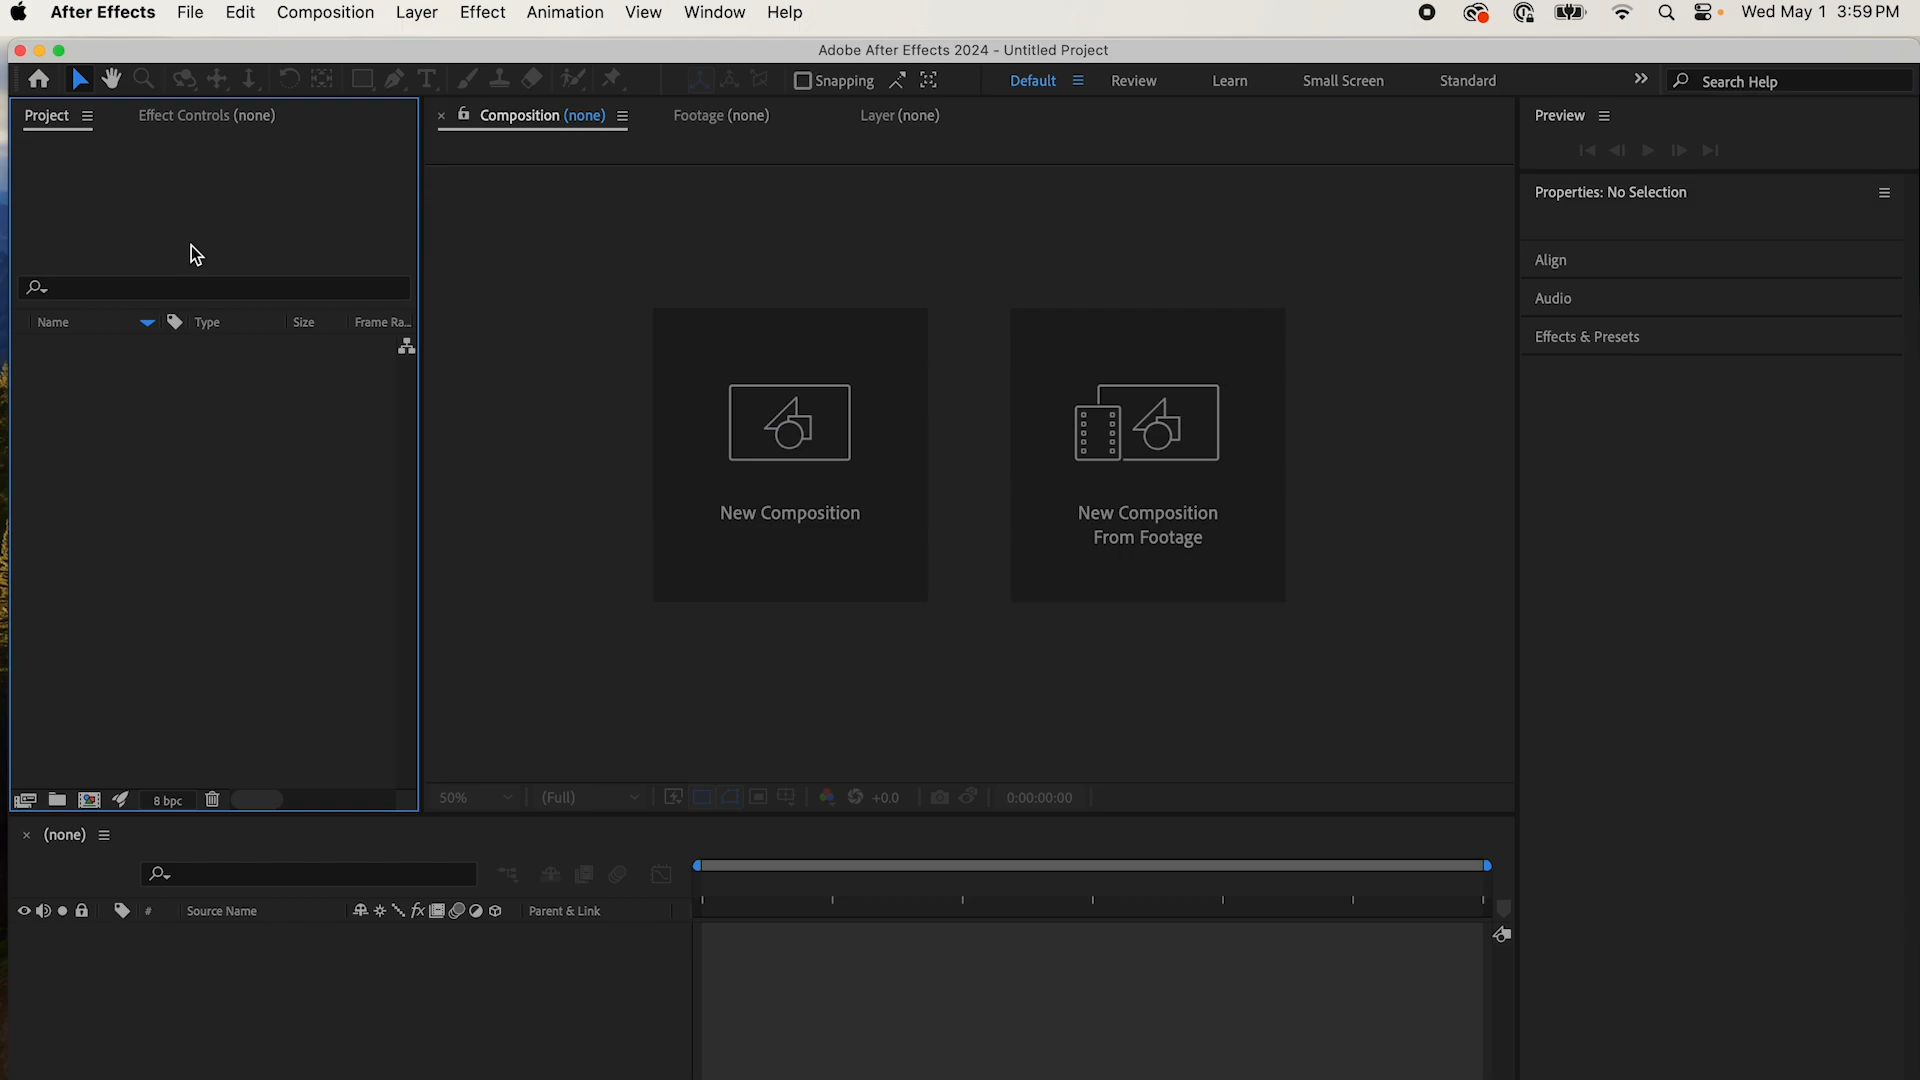 After Effects File Edit Composition Layer Effect Animation View Window Help Wed May 1 3:59 PM
Adobe After Effects 2024 - Untitled Project
Snapping Default Review Learn Small Screen Standard Search Help
Project Effect Controls (none) Composition (none) Footage (none) Layer (none) Preview
Properties: No Selection
Align
Audio
Name Type Size Frame Ra...
Effects & Presets
New Composition
New Composition
From Footage
8 bpc 50% (Full) +0.0 0:00:00:00
(none)
# Source Name fx Parent & Link